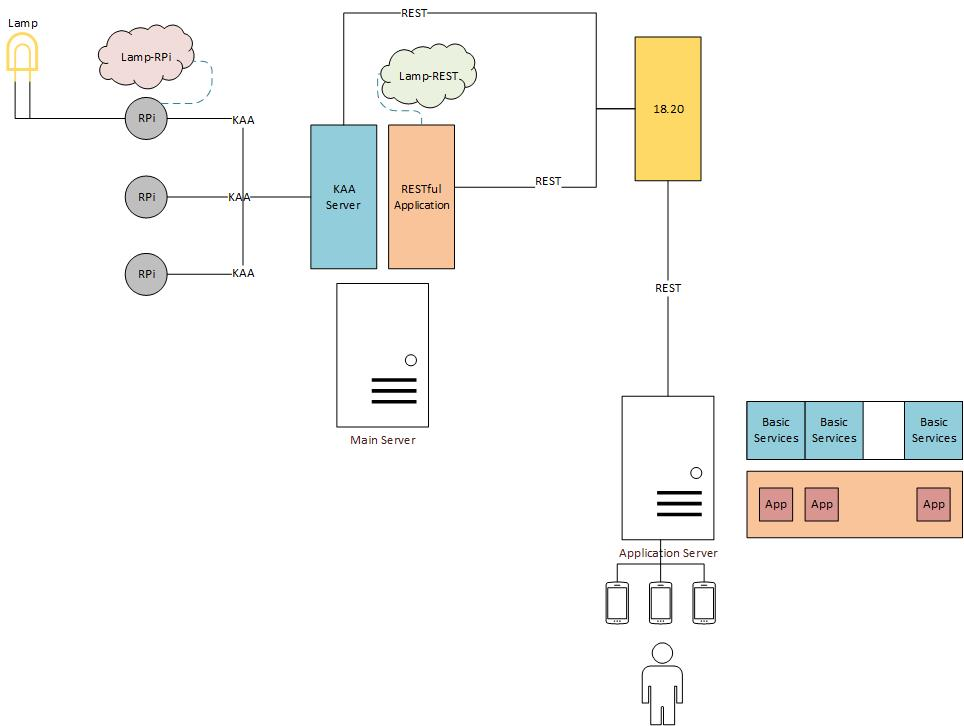 REST
Lamp
Lamp-RPi
Lamp-REST
18.20
RPi
KAA
KAA
Server
RESTful
Application
REST
RPi
KAA
RPi
KAA
REST
Main Server
Basic
Services
Basic
Services
Basic
Services
App
App
App
Application Server